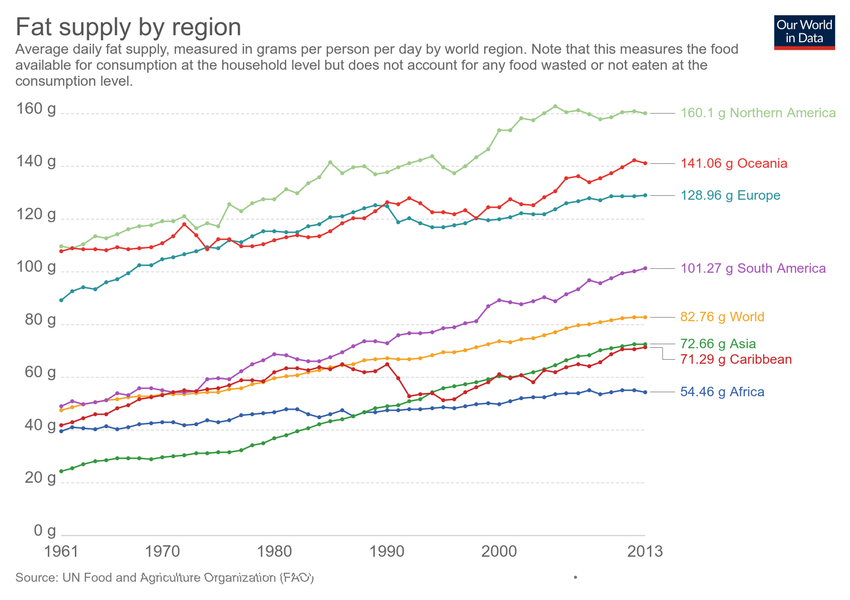 Fat supply by region
Our World
in Data
Average daily fat supply, measured in grams per person per day by world region. Note that this measures the food
available for consumption at the household level but does not account for any food wasted or not eaten at the
consumption level.
160 g
140 g
120 g
100 g
80 g
60 g
40 g
20 g
0 g
160.1 g Northern America
141.06 g Oceania
128.96 g Europe
101.27 g South America
82.76 g World
72.66 g Asia
71.29 g Caribbean
54.46 g Africa
1961
1970
1980
1990
2000
2013
Source: UN Food and Agriculture Organization (FAO)